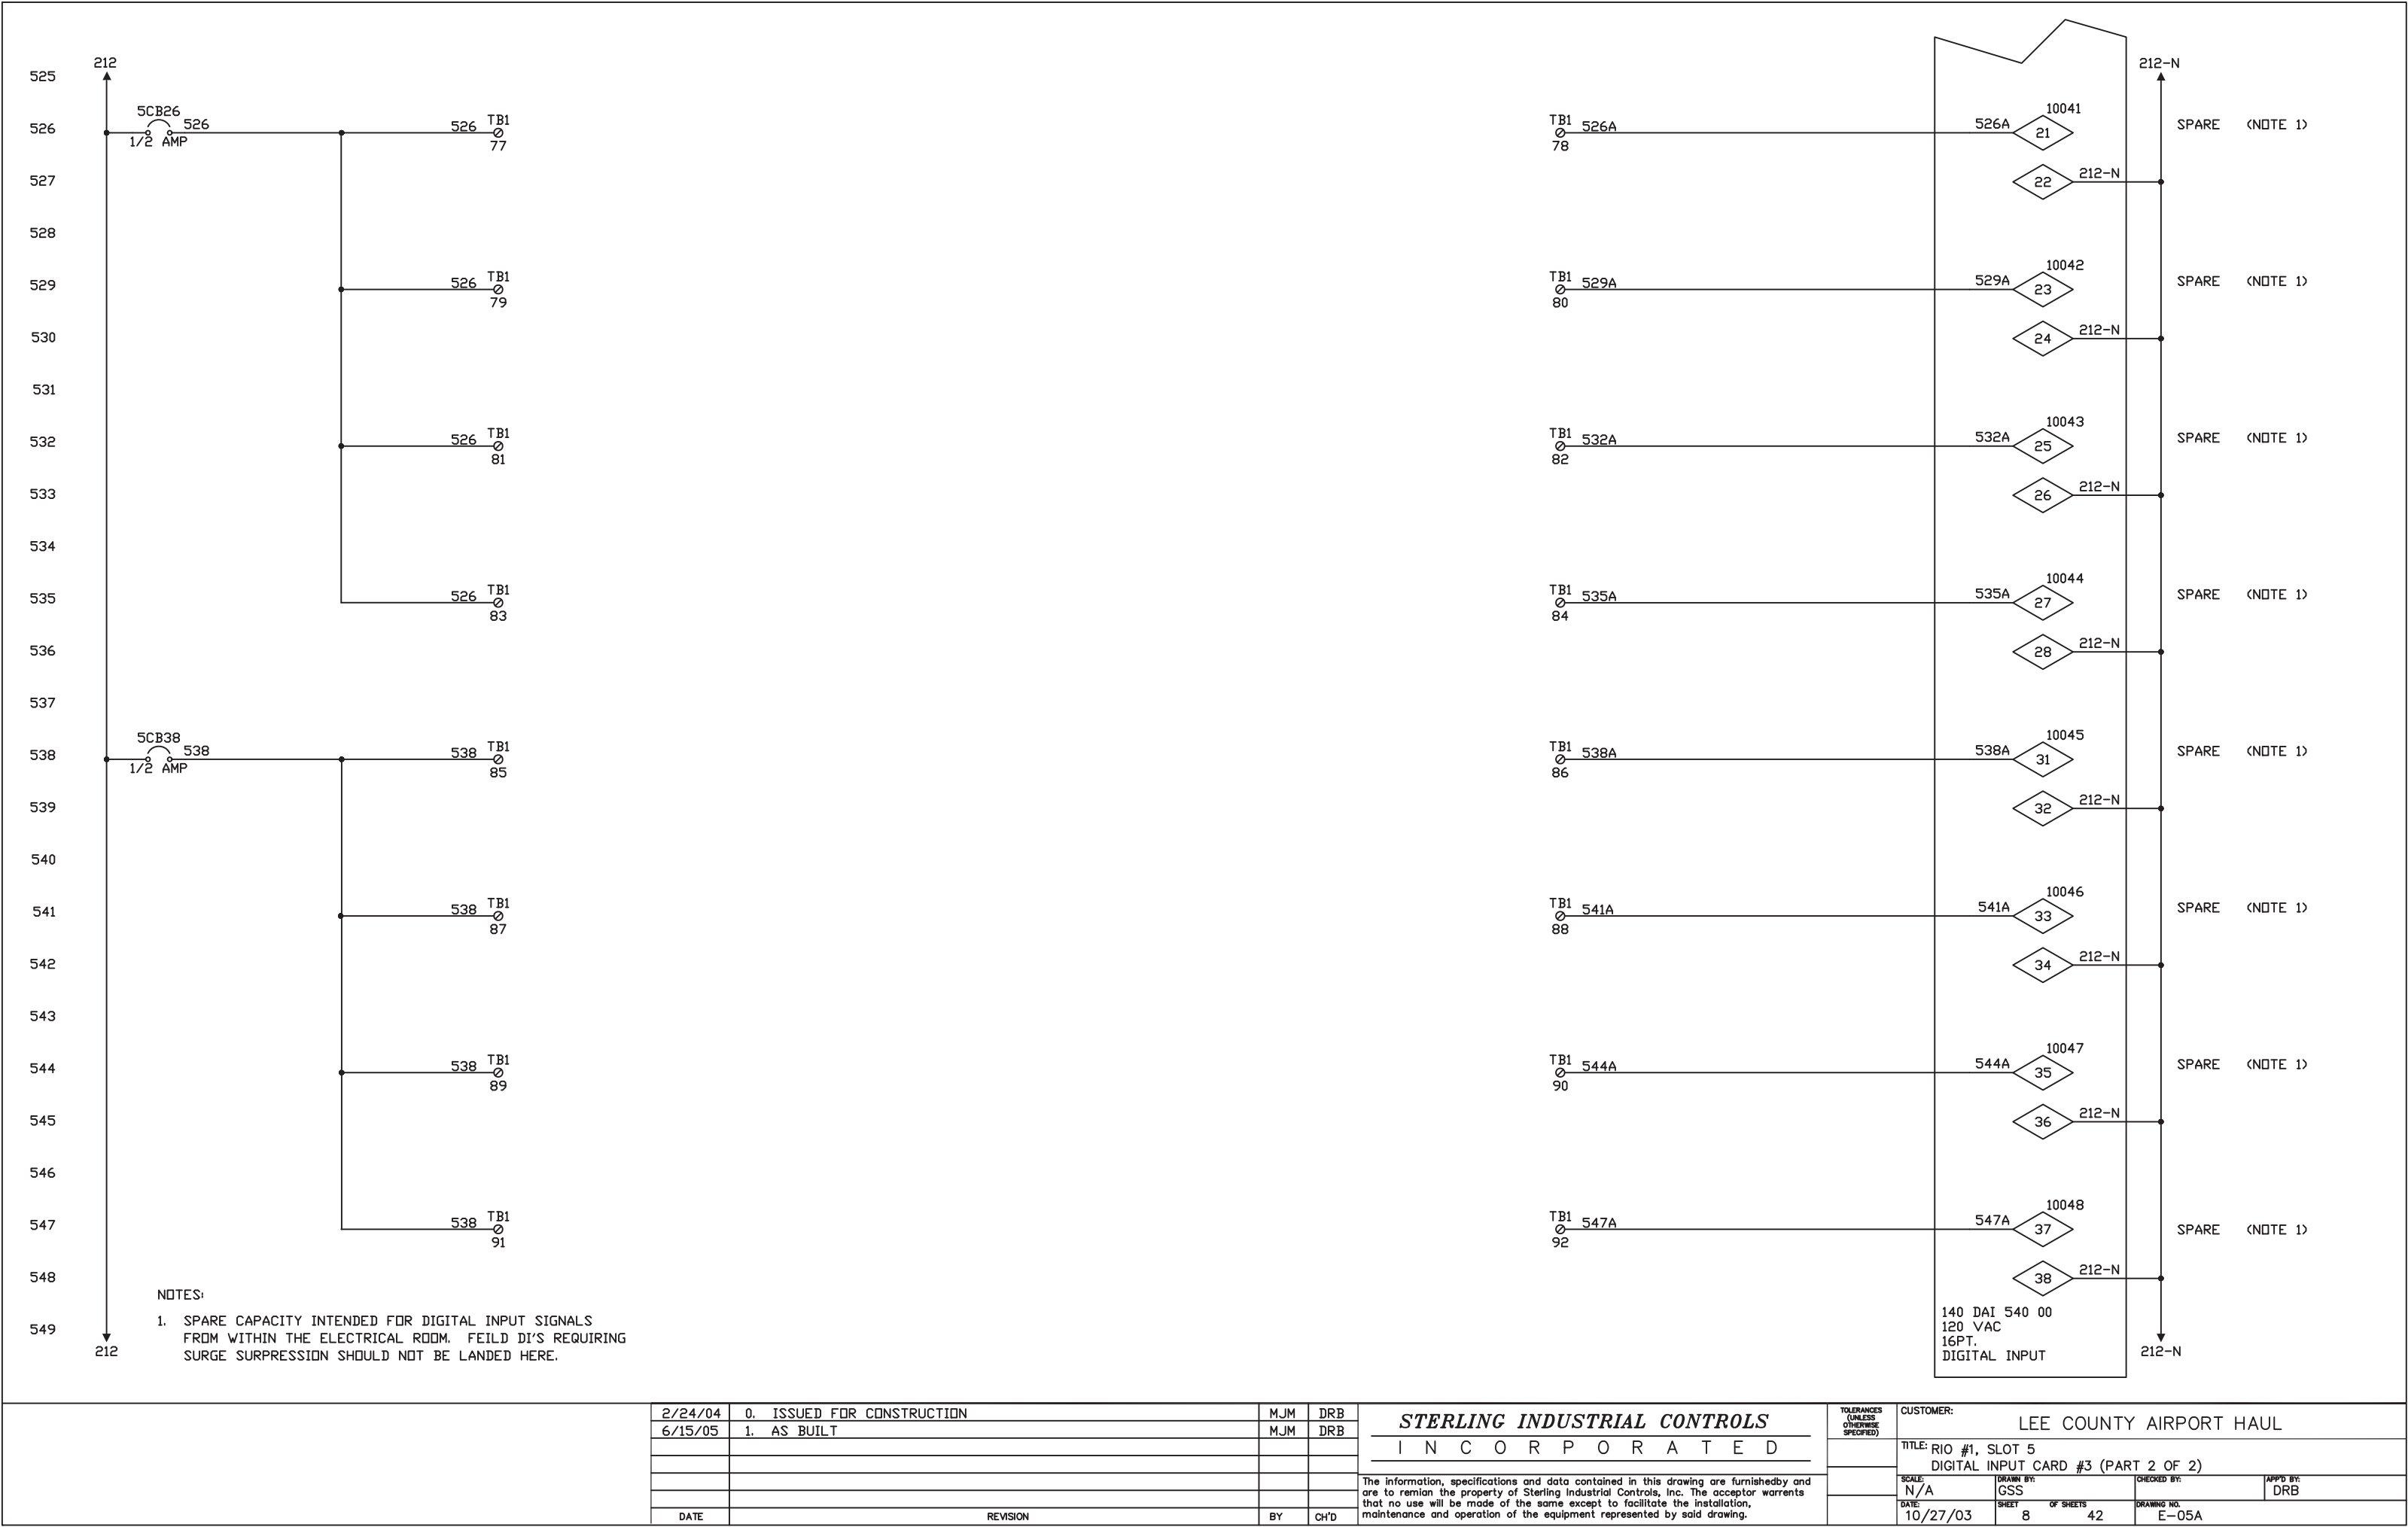 212
212-N
525
5CB26
526
1/2 AMP
526
526 TB1
77
TB1 526A
78
526A
10041
21
SPARE (NOTE 1)
527
22
212-N
528
529
526 TB1
79
TB1 529A
80
529A
10042
23
SPARE (NOTE 1)
530
24
212-N
531
532
526 TB1
81
TB1 532A
82
532A
10043
25
SPARE (NOTE 1)
533
26
212-N
534
535
526 TB1
83
TB1 535A
84
535A
10044
27
SPARE (NOTE 1)
536
28
212-N
537
5CB38
538
1/2 AMP
538
538 TB1
85
TB1 538A
86
538A
10045
31
SPARE (NOTE 1)
539
32
212-N
540
541
538 TB1
87
TB1 541A
88
541A
10046
33
SPARE (NOTE 1)
542
34
212-N
543
544
538 TB1
89
TB1 544A
90
544A
10047
35
SPARE (NOTE 1)
545
36
212-N
546
547
538 TB1
91
TB1 547A
92
547A
10048
37
SPARE (NOTE 1)
548
38
212-N
549
212
212-N
NOTES:
1. SPARE CAPACITY INTENDED FOR DIGITAL INPUT SIGNALS
FROM WITHIN THE ELECTRICAL ROOM. FEILD DI'S REQUIRING
SURGE SURPRESSION SHOULD NOT BE LANDED HERE.
140 DAI 540 00
120 VAC
16PT.
DIGITAL INPUT
2/24/04 0. ISSUED FOR CONSTRUCTION MJM DRB
6/15/05 1. AS BUILT MJM DRB
DATE REVISION BY CH'D
STERLING INDUSTRIAL CONTROLS
INCORPORATED
The information, specifications and data contained in this drawing are furnishedby and
are to remian the property of Sterling Industrial Controls, Inc. The acceptor warrents
that no use will be made of the same except to facilitate the installation,
maintenance and operation of the equipment represented by said drawing.
TOLERANCES
(UNLESS
OTHERWISE
SPECIFIED)
CUSTOMER:
LEE COUNTY AIRPORT HAUL
TITLE: RIO #1, SLOT 5
DIGITAL INPUT CARD #3 (PART 2 OF 2)
SCALE: N/A
DRAWN BY: GSS
CHECKED BY:
APP'D BY: DRB
DATE: 10/27/03
SHEET 8 OF SHEETS 42
DRAWING NO. E-05A